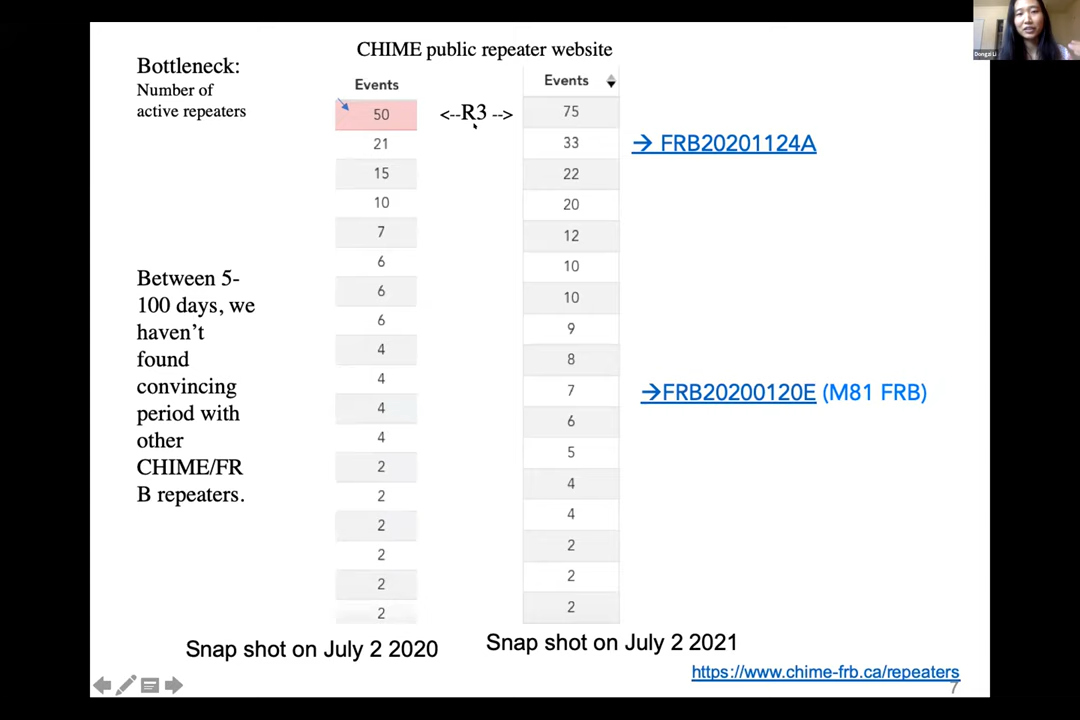 CHIME public repeater website
Bottleneck:
Number of
active repeaters
Between 5-
100 days, we
haven't
found
convincing
period with
other
CHIME/FR
B repeaters.
Events
50
21
15
10
7
6
6
6
4
4
4
4
2
2
2
2
2
2
Snap shot on July 2 2020
<--R3 -->
Events
75
33
22
20
12
10
10
9
8
7
6
5
4
4
2
2
2
Snap shot on July 2 2021
→ FRB20201124A
→FRB20200120E (M81 FRB)
https://www.chime-frb.ca/repeaters
7
Dongzi Li